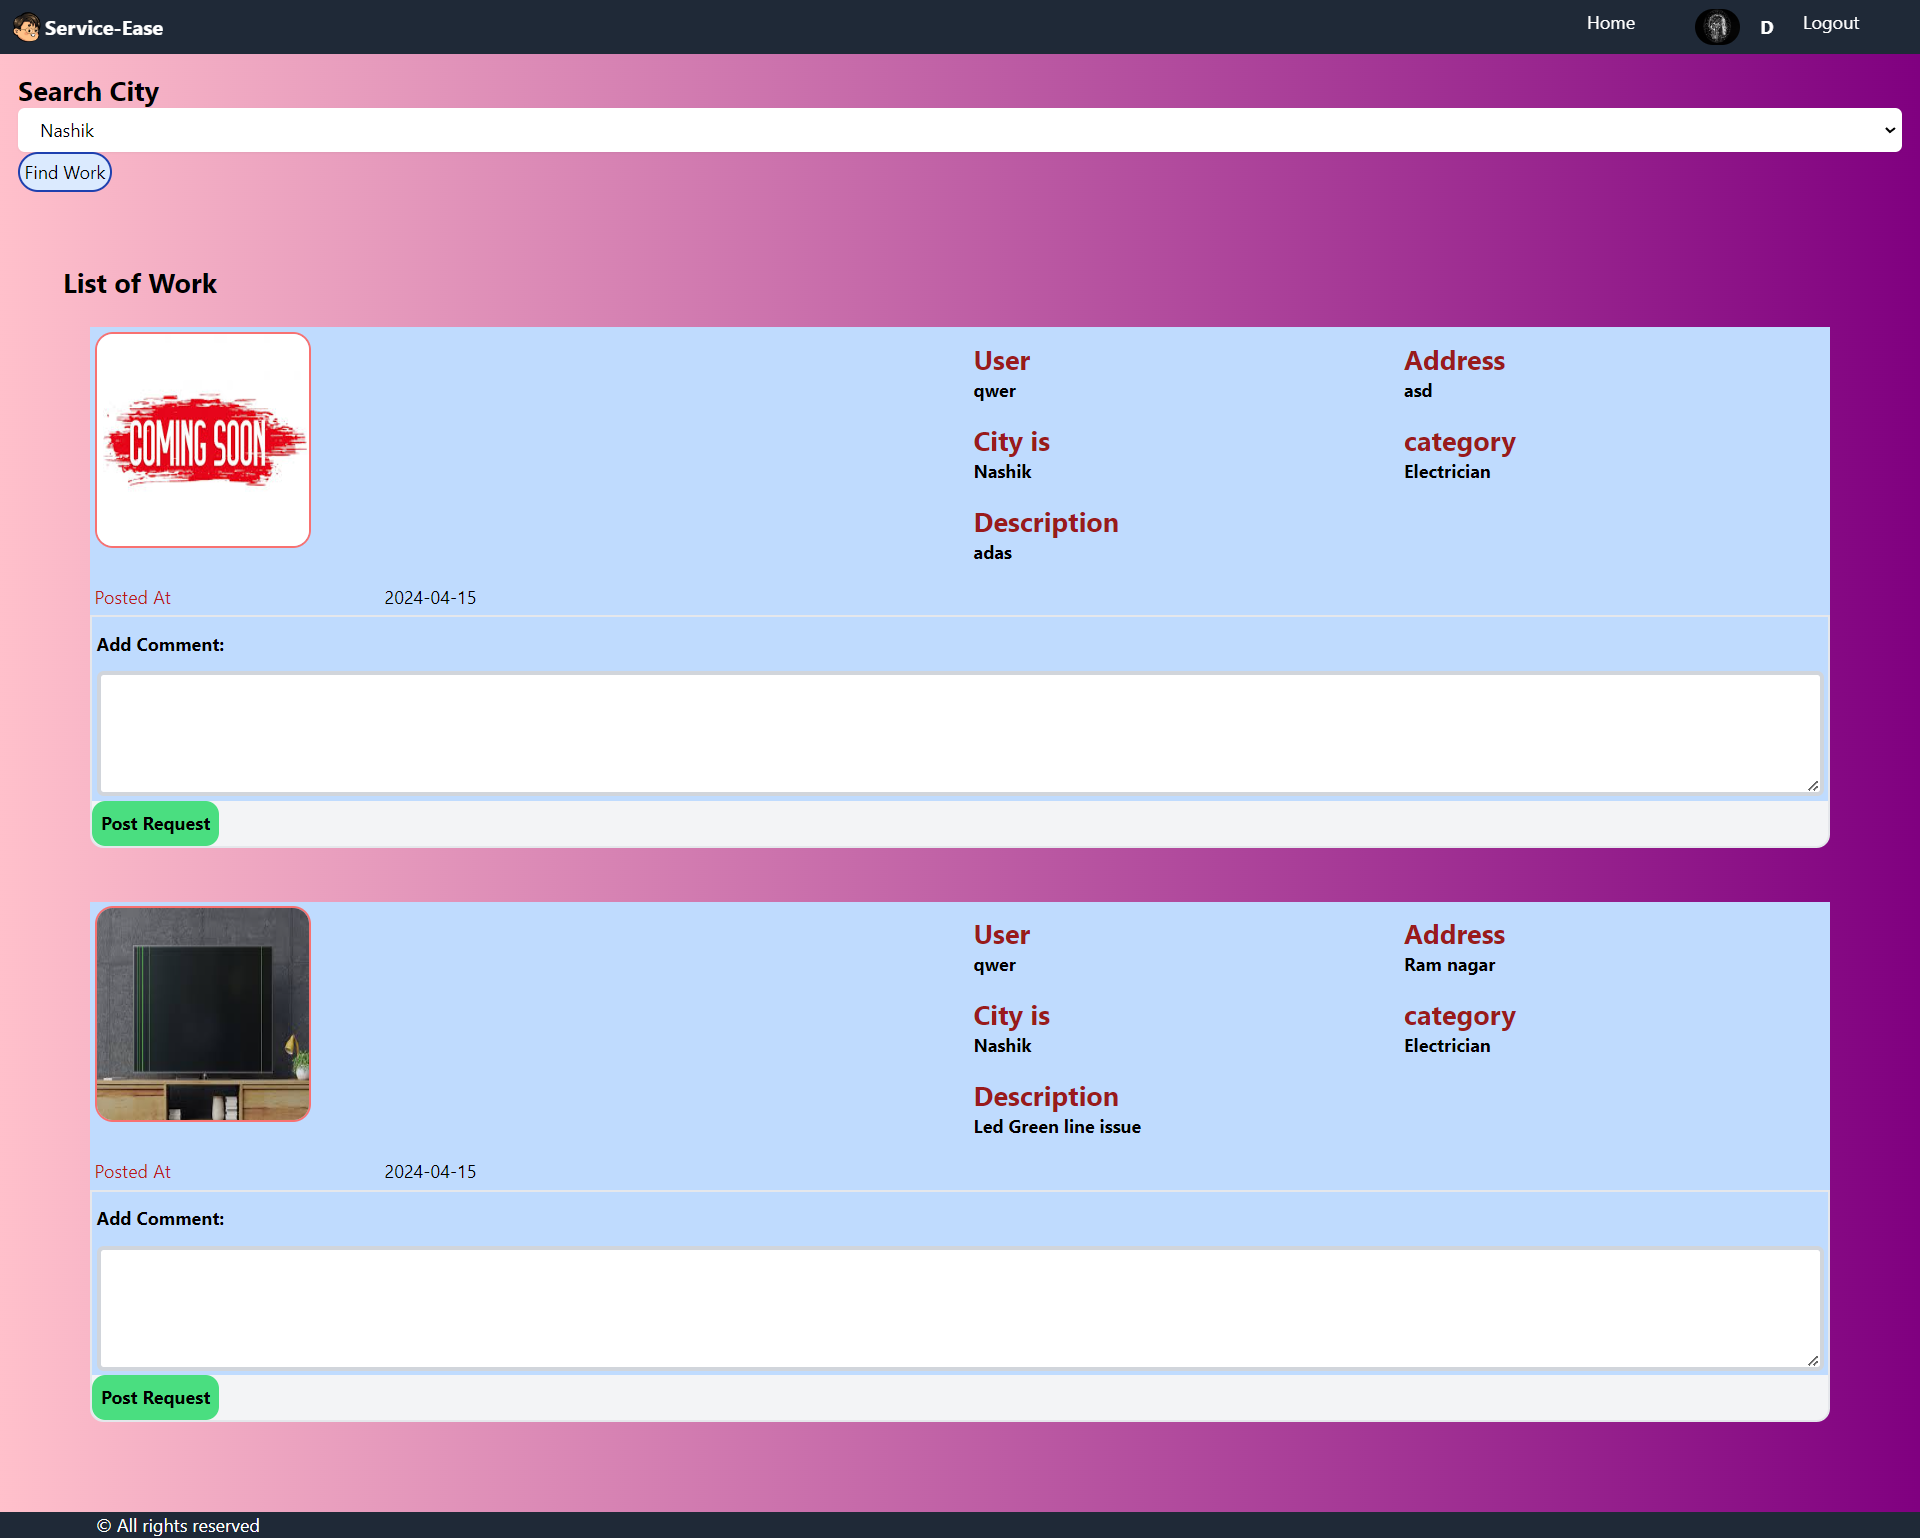 Service-Ease
Home
D
Logout
Search City
Nashik
Find Work
List of Work
COMING SOON
User
qwer
Address
asd
City is
Nashik
category
Electrician
Description
adas
Posted At 2024-04-15
Add Comment:
Post Request
User
qwer
Address
Ram nagar
City is
Nashik
category
Electrician
Description
Led Green line issue
Posted At 2024-04-15
Add Comment:
Post Request
© All rights reserved